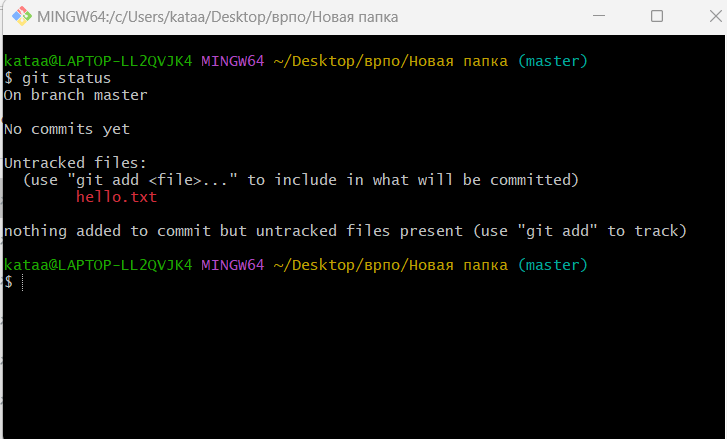 MINGW64:/c/Users/kataa/Desktop/врпо/Новая папка
kataa@LAPTOP-LL2QVJK4 MINGW64 ~/Desktop/врпо/Новая папка (master)
$ git status
On branch master
No commits yet
Untracked files:
  (use "git add <file>..." to include in what will be committed)
        hello.txt
nothing added to commit but untracked files present (use "git add" to track)
kataa@LAPTOP-LL2QVJK4 MINGW64 ~/Desktop/врпо/Новая папка (master)
$